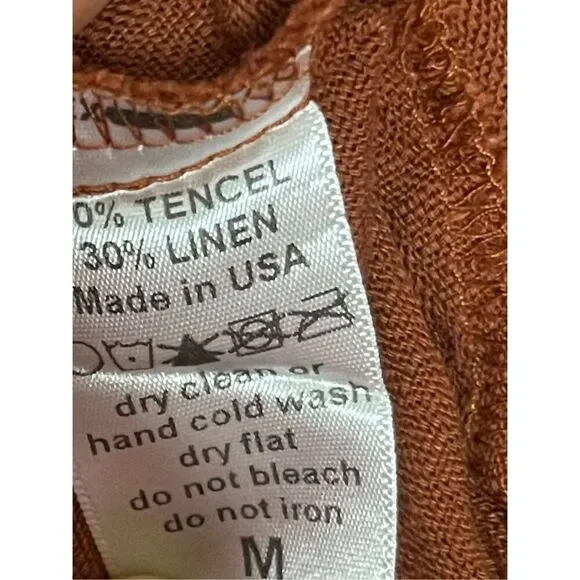 0% TENCEL
30% LINEN
Made in USA
dry clean or
hand cold wash
dry flat
do not bleach
do not iron
M